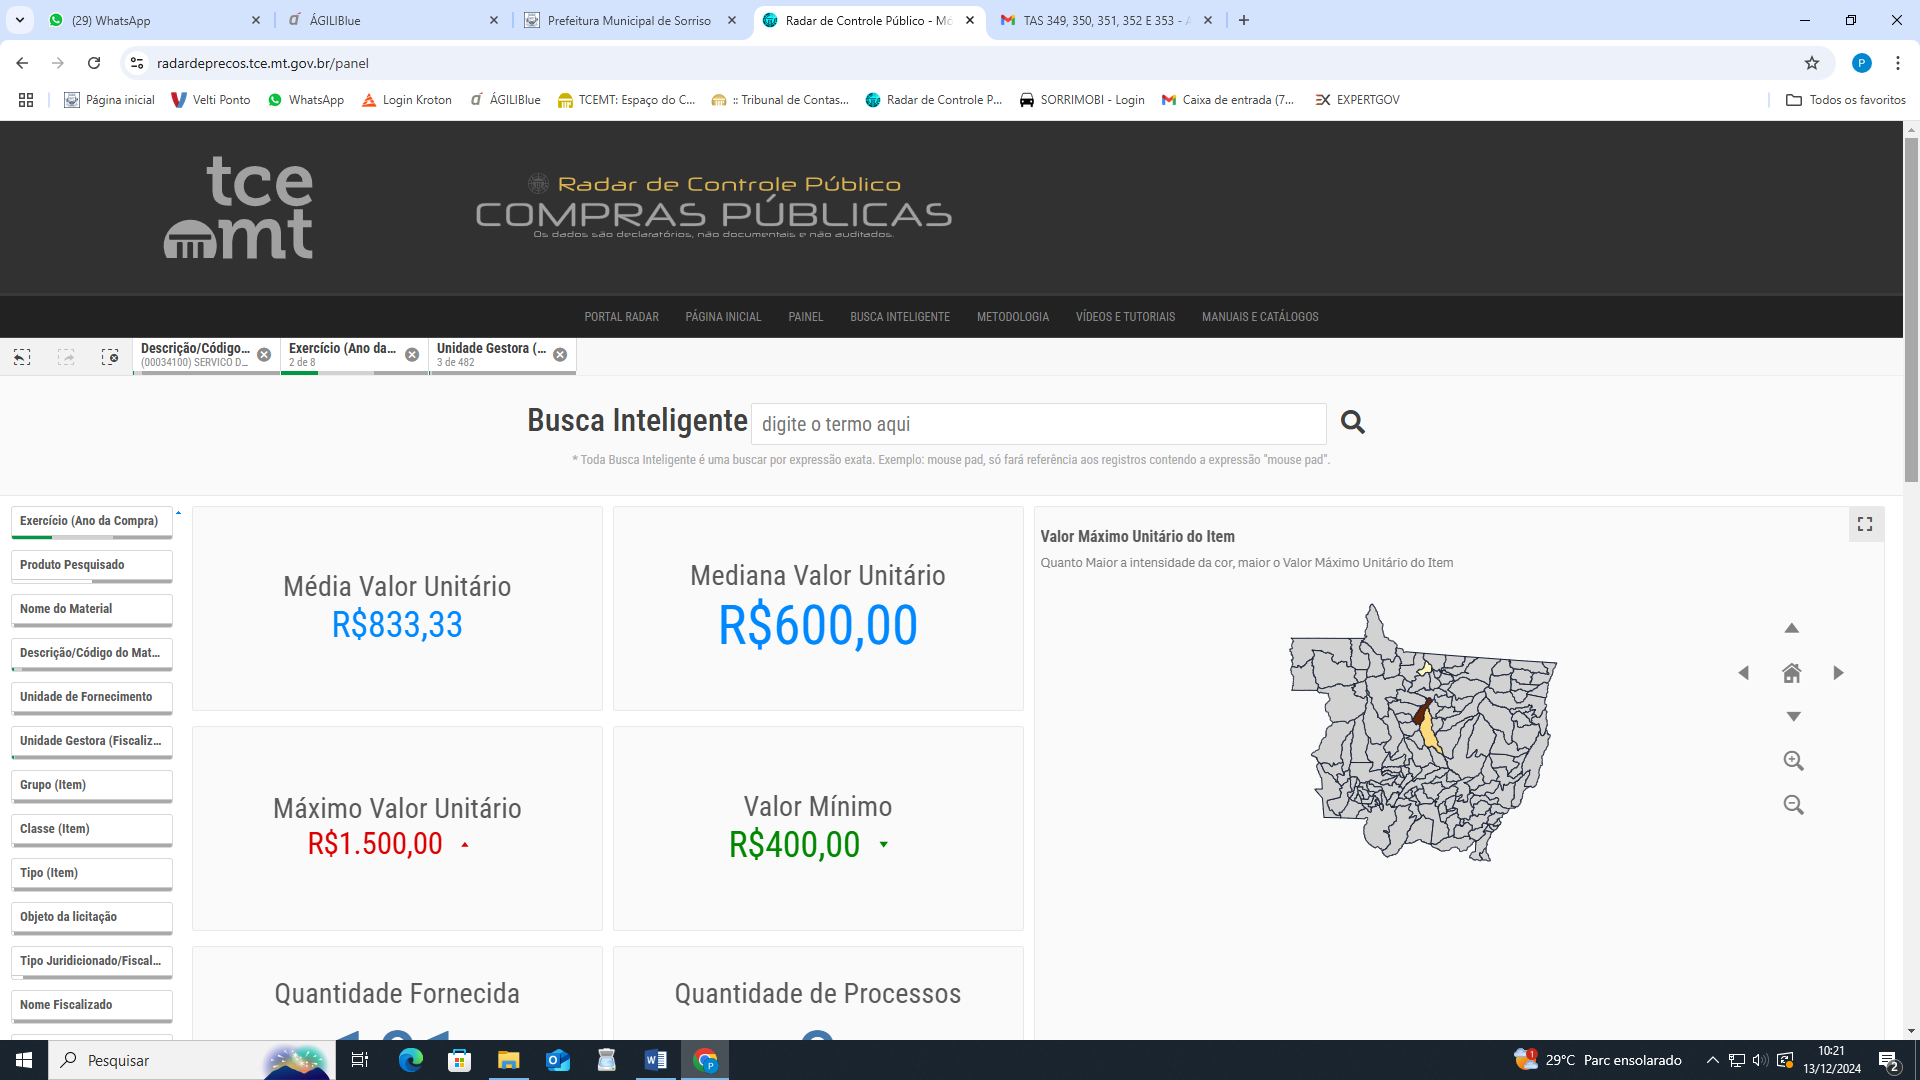 (29) WhatsApp
ÁGILIBlue
Prefeitura Municipal de Sorriso
Radar de Controle Público - Mó
TAS 349, 350, 351, 352 E 353 - A
radardeprecos.tce.mt.gov.br/panel
Página inicial
Velti Ponto
WhatsApp
Login Kroton
ÁGILIBlue
TCEMT: Espaço do C...
:: Tribunal de Contas...
Radar de Controle P...
SORRIMOBI - Login
Caixa de entrada (7...
EXPERTGOV
Todos os favoritos
tce
mt
Radar de Controle Público
COMPRAS PÚBLICAS
Os dados são declaratórios, não documentais e não auditados.
PORTAL RADAR
PÁGINA INICIAL
PAINEL
BUSCA INTELIGENTE
METODOLOGIA
VÍDEOS E TUTORIAIS
MANUAIS E CATÁLOGOS
Descrição/Código...
(00034100) SERVICO D...
Exercício (Ano da...
2 de 8
Unidade Gestora (...
3 de 482
Busca Inteligente
digite o termo aqui
* Toda Busca Inteligente é uma buscar por expressão exata. Exemplo: mouse pad, só fará referência aos registros contendo a expressão "mouse pad".
Exercício (Ano da Compra)
Produto Pesquisado
Nome do Material
Descrição/Código do Mat...
Unidade de Fornecimento
Unidade Gestora (Fiscaliz...
Grupo (Item)
Classe (Item)
Tipo (Item)
Objeto da licitação
Tipo Juridicionado/Fiscal...
Nome Fiscalizado
Média Valor Unitário
R$833,33
Mediana Valor Unitário
R$600,00
Máximo Valor Unitário
R$1.500,00
Valor Mínimo
R$400,00
Quantidade Fornecida
Quantidade de Processos
Valor Máximo Unitário do Item
Quanto Maior a intensidade da cor, maior o Valor Máximo Unitário do Item
Pesquisar
29°C Parc ensolarado
10:21
13/12/2024
2